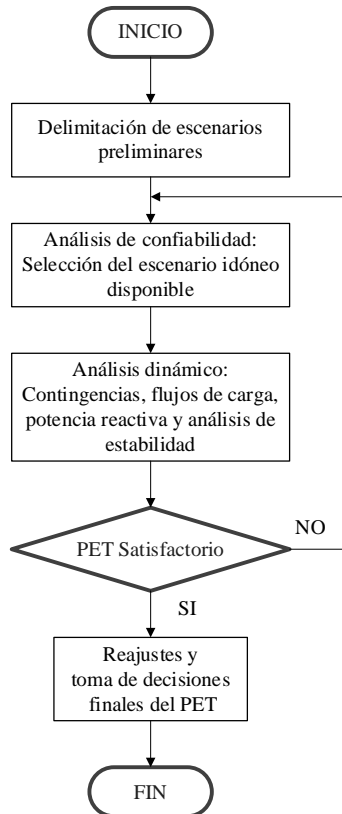 INICIO
Delimitación de escenarios
preliminares
Análisis de confiabilidad:
Selección del escenario idóneo
disponible
Análisis dinámico:
Contingencias, flujos de carga,
potencia reactiva y análisis de
estabilidad
PET Satisfactorio
NO
SI
Reajustes y
toma de decisiones
finales del PET
FIN